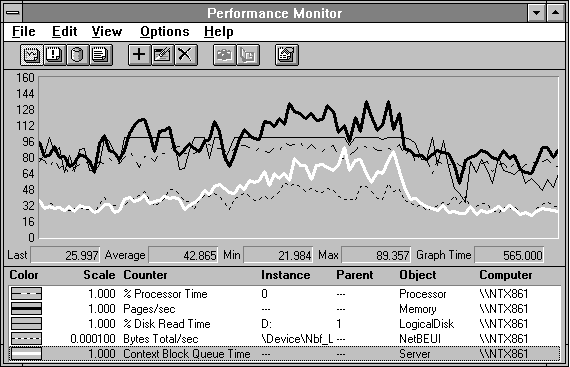 Performance Monitor
File Edit View Options Help
160
144
128
112
96
80
64
48
32
16
0
Last 25.997 Average 42.865 Min 21.984 Max 89.357 Graph Time 565.000
Color Scale Counter Instance Parent Object Computer
1.000 % Processor Time 0 --- Processor \\NTX861
1.000 Pages/sec --- --- Memory \\NTX861
1.000 % Disk Read Time D: 1 LogicalDisk \\NTX861
0.000100 Bytes Total/sec \Device\Nbf_L --- NetBEUI \\NTX861
1.000 Context Block Queue Time --- --- Server \\NTX861